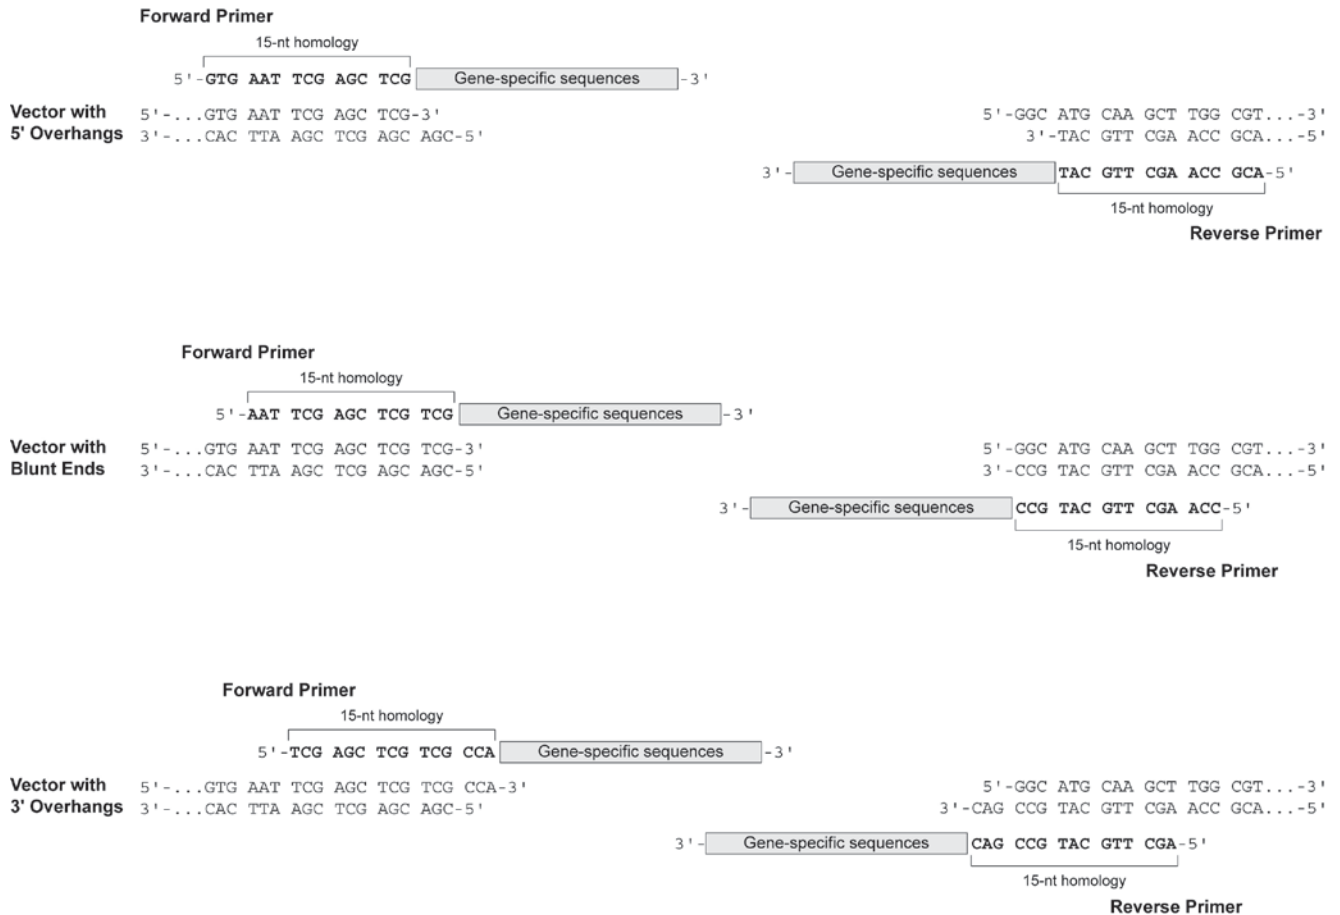 Forward Primer
15-nt homology
5'-GTG AAT TCG AGC TCG Gene-specific sequences -3'
Vector with 5'-...GTG AAT TCG AGC TCG-3' 5'-GGC ATG CAA GCT TGG CGT...-3'
5' Overhangs 3'-...CAC TTA AGC TCG AGC AGC-5' 3'-TAC GTT CGA ACC GCA...-5'
3'- Gene-specific sequences TAC GTT CGA ACC GCA-5'
15-nt homology
Reverse Primer
Forward Primer
15-nt homology
5'-AAT TCG AGC TCG TCG Gene-specific sequences -3'
Vector with 5'-...GTG AAT TCG AGC TCG TCG-3' 5'-GGC ATG CAA GCT TGG CGT...-3'
Blunt Ends 3'-...CAC TTA AGC TCG AGC AGC-5' 3'-CCG TAC GTT CGA ACC GCA...-5'
3'- Gene-specific sequences CCG TAC GTT CGA ACC-5'
15-nt homology
Reverse Primer
Forward Primer
15-nt homology
5'-TCG AGC TCG TCG CCA Gene-specific sequences -3'
Vector with 5'-...GTG AAT TCG AGC TCG TCG CCA-3' 5'-GGC ATG CAA GCT TGG CGT...-3'
3' Overhangs 3'-...CAC TTA AGC TCG AGC AGC-5' 3'-CAG CCG TAC GTT CGA ACC GCA...-5'
3'- Gene-specific sequences CAG CCG TAC GTT CGA-5'
15-nt homology
Reverse Primer